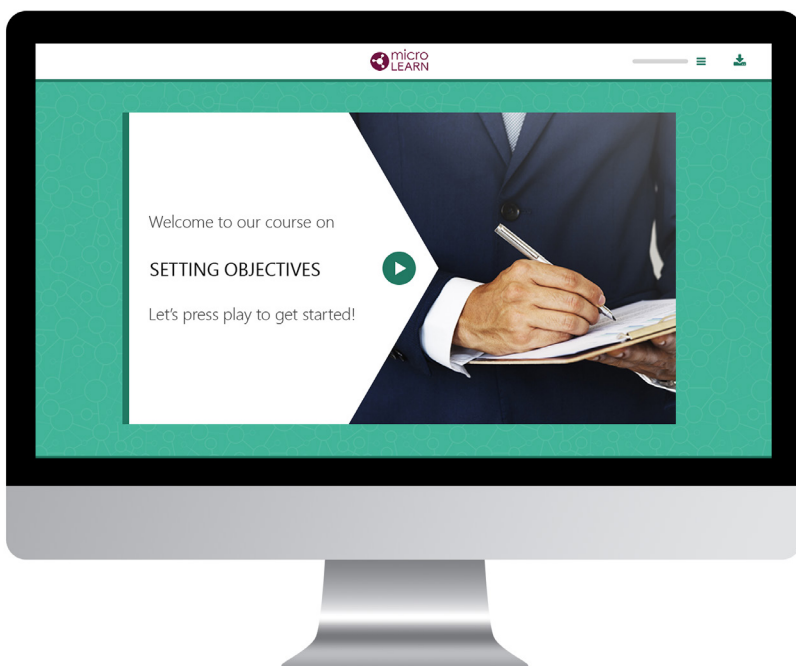 micro
LEARN
Welcome to our course on
SETTING OBJECTIVES
Let's press play to get started!